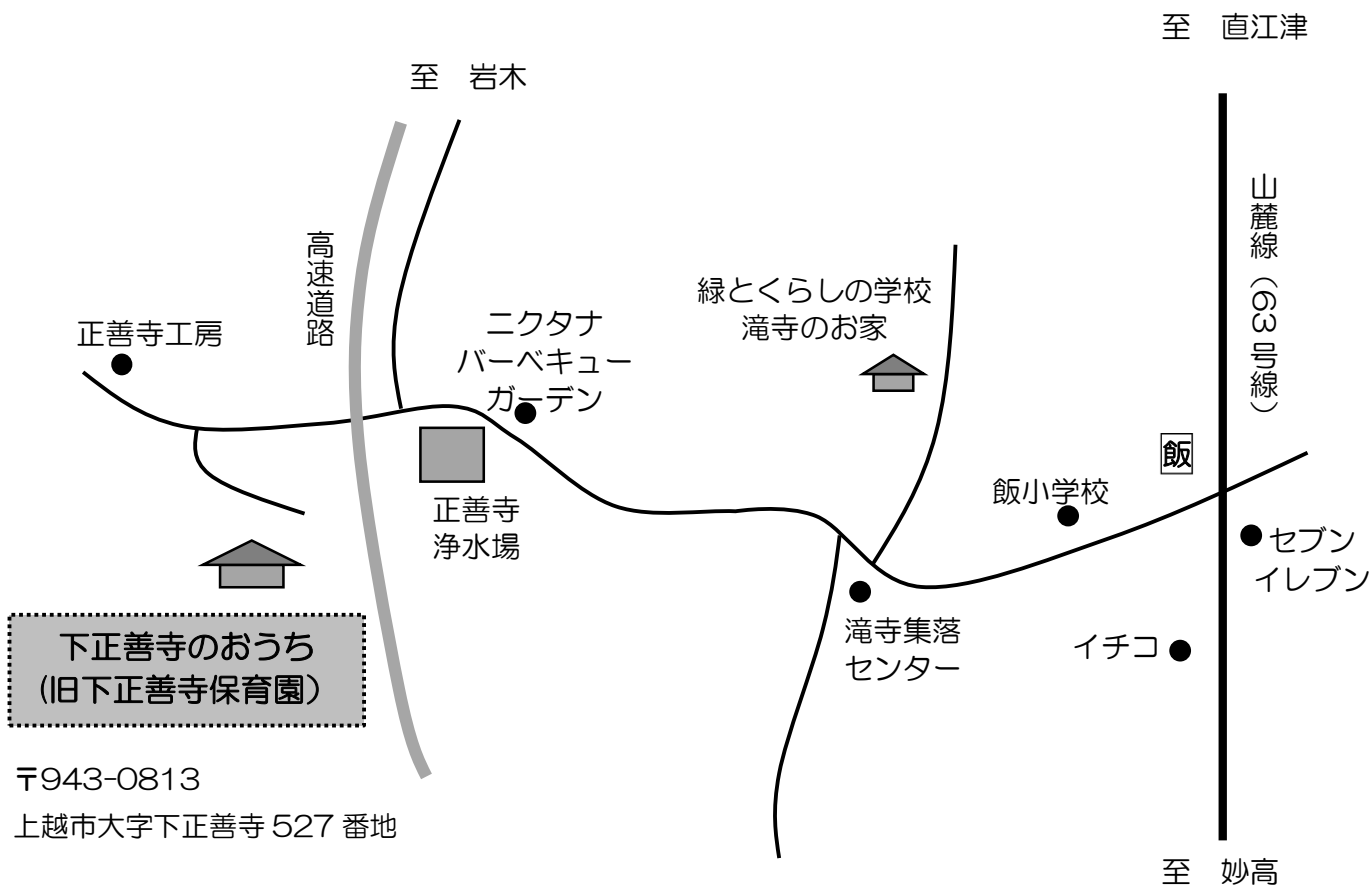 至　直江津
至　岩木
山麓線（63号線）
高速道路
緑とくらしの学校
滝寺のお家
ニクタナ
バーベキュー
ガーデン
正善寺工房
飯
飯小学校
正善寺
浄水場
セブン
イレブン
滝寺集落
センター
イチコ
下正善寺のおうち
(旧下正善寺保育園）
〒943-0813
上越市大字下正善寺 527 番地
至　妙高